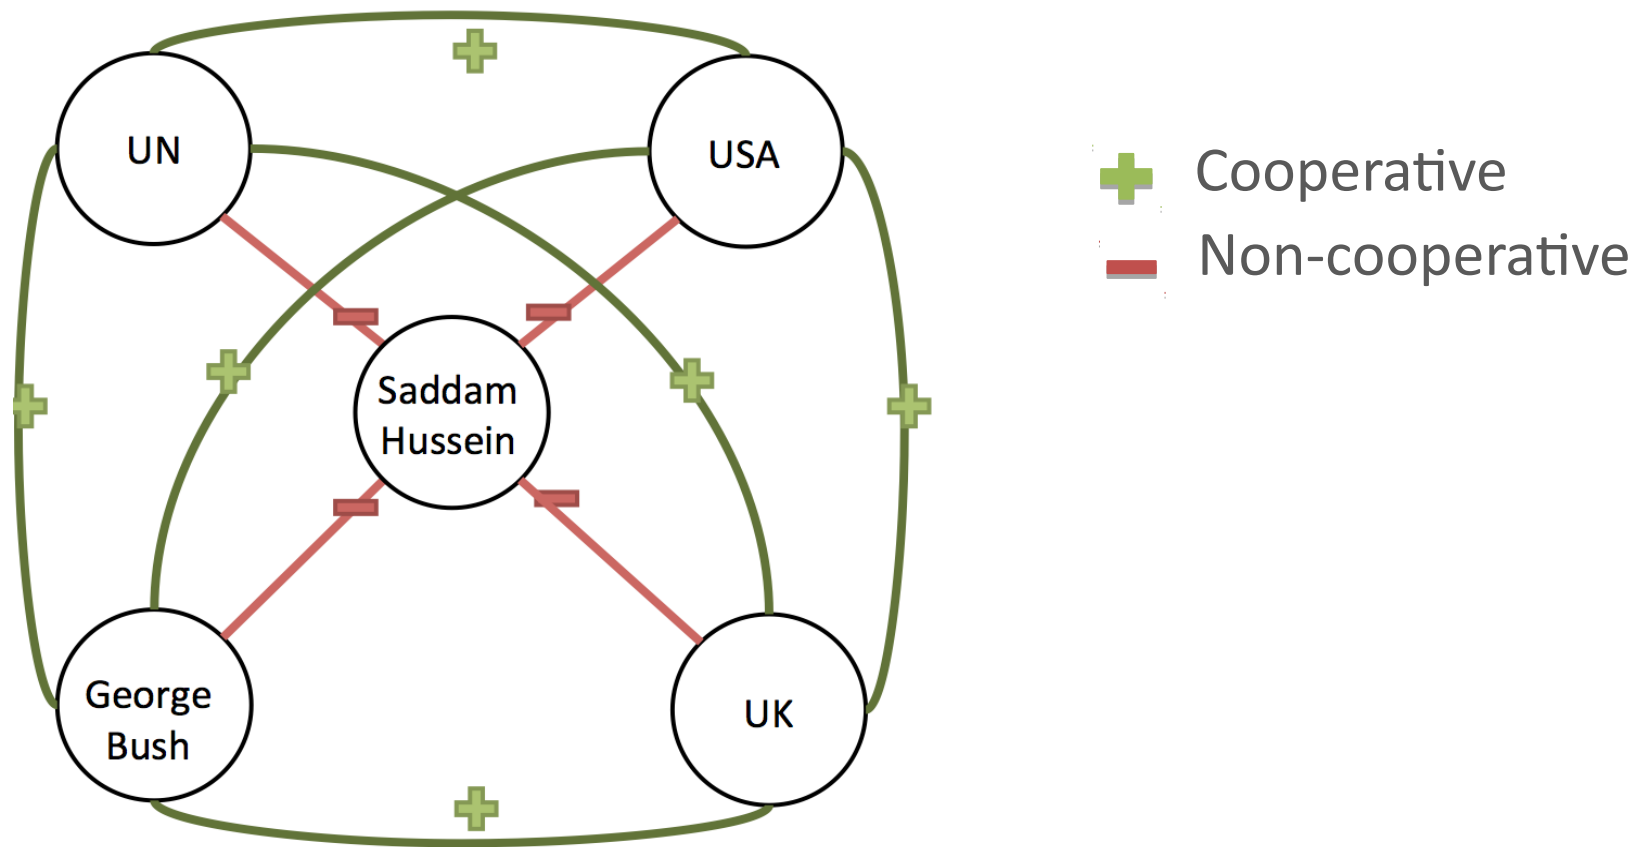 UN
USA
Saddam
Hussein
George
Bush
UK
Cooperative
Non-cooperative